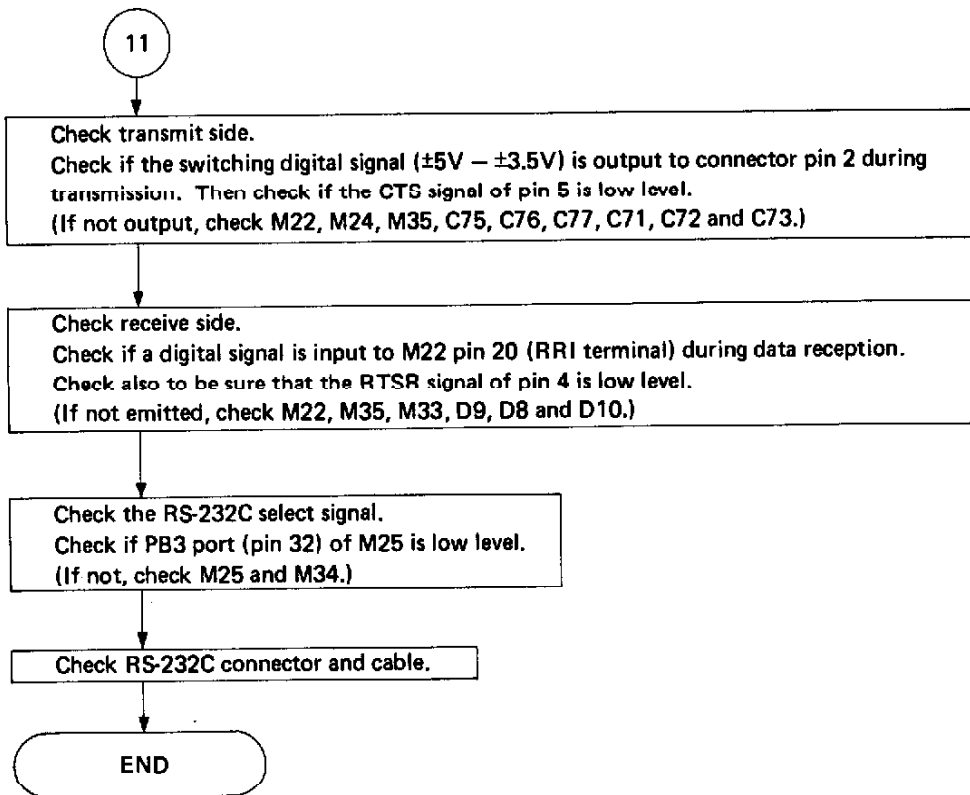 11
Check transmit side.
Check if the switching digital signal (±5V – ±3.5V) is output to connector pin 2 during
transmission. Then check if the CTS signal of pin 5 is low level.
(If not output, check M22, M24, M35, C75, C76, C77, C71, C72 and C73.)
Check receive side.
Check if a digital signal is input to M22 pin 20 (RRI terminal) during data reception.
Check also to be sure that the RTSR signal of pin 4 is low level.
(If not emitted, check M22, M35, M33, D9, D8 and D10.)
Check the RS-232C select signal.
Check if PB3 port (pin 32) of M25 is low level.
(If not, check M25 and M34.)
Check RS-232C connector and cable.
END